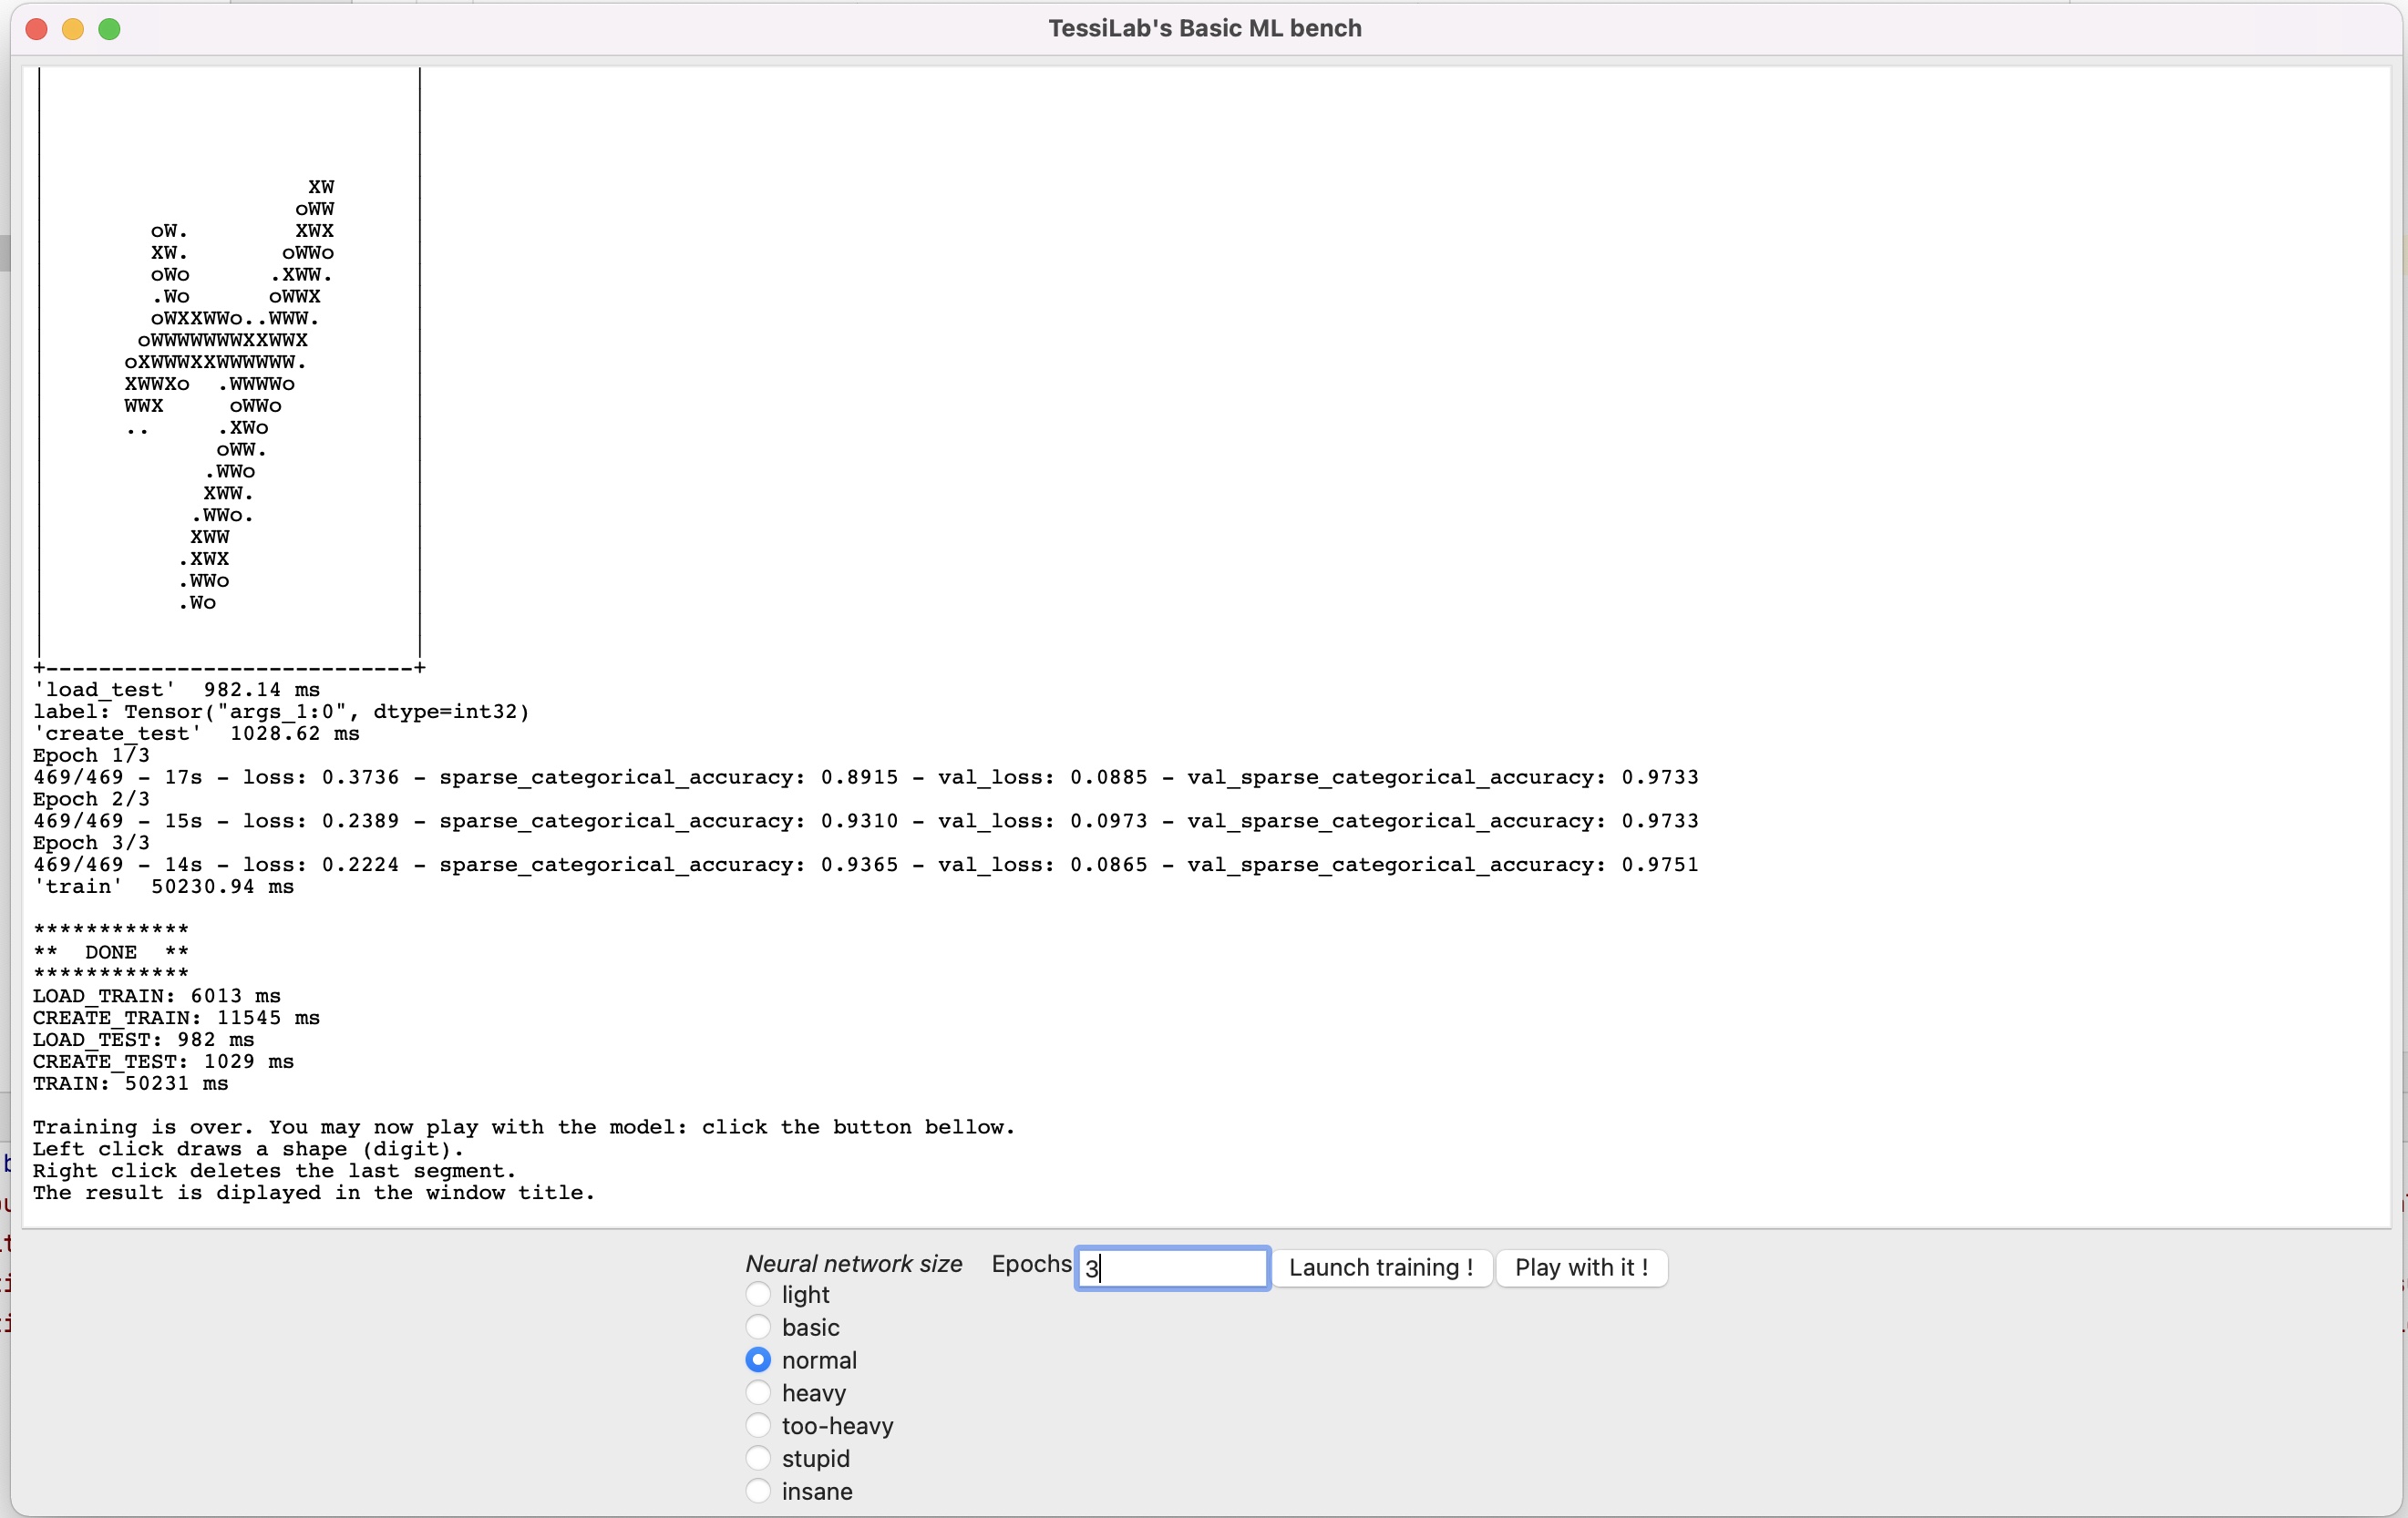 TessiLab's Basic ML bench
XW
oWW
oW. XWX
XW. oWWo
oWo .XWW.
.Wo oWWX
oWXXWWo..WWW.
oWWWWWWWXXWWX
oXWWWXXWWWWWW.
XWWXo .WWWWo
WWX oWWo
.. .XWo
oWW.
.WWo
XWW.
.WWo.
XWW
.XWX
.WWo
.Wo
+----------------------------+
'load_test'  982.14 ms
label: Tensor("args_1:0", dtype=int32)
'create_test'  1028.62 ms
Epoch 1/3
469/469 - 17s - loss: 0.3736 - sparse_categorical_accuracy: 0.8915 - val_loss: 0.0885 - val_sparse_categorical_accuracy: 0.9733
Epoch 2/3
469/469 - 15s - loss: 0.2389 - sparse_categorical_accuracy: 0.9310 - val_loss: 0.0973 - val_sparse_categorical_accuracy: 0.9733
Epoch 3/3
469/469 - 14s - loss: 0.2224 - sparse_categorical_accuracy: 0.9365 - val_loss: 0.0865 - val_sparse_categorical_accuracy: 0.9751
'train'  50230.94 ms
************
**  DONE  **
************
LOAD_TRAIN: 6013 ms
CREATE_TRAIN: 11545 ms
LOAD_TEST: 982 ms
CREATE_TEST: 1029 ms
TRAIN: 50231 ms
Training is over. You may now play with the model: click the button bellow.
Left click draws a shape (digit).
Right click deletes the last segment.
The result is diplayed in the window title.
Neural network size Epochs 3 Launch training ! Play with it !
light
basic
normal
heavy
too-heavy
stupid
insane